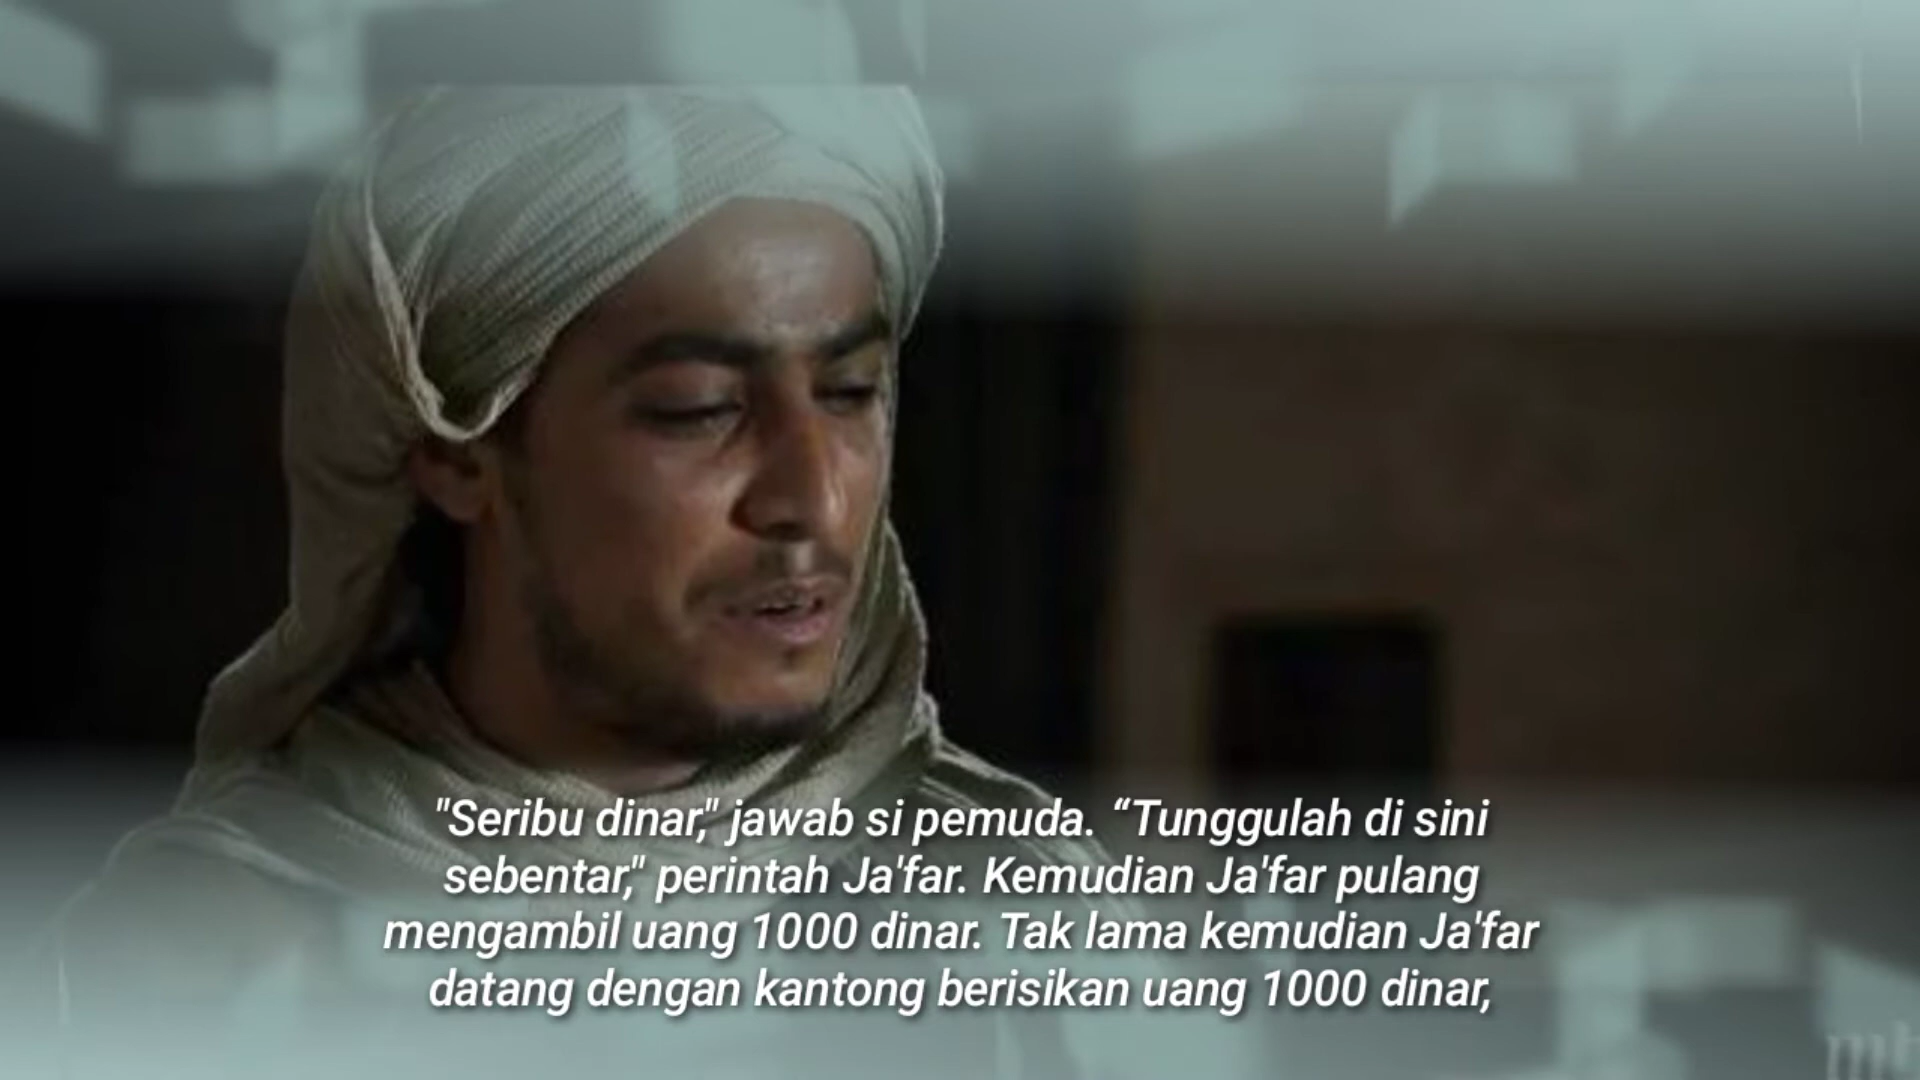 "Seribu dinar," jawab si pemuda. “Tunggulah di sini
sebentar," perintah Ja'far. Kemudian Ja'far pulang
mengambil uang 1000 dinar. Tak lama kemudian Ja'far
datang dengan kantong berisikan uang 1000 dinar,